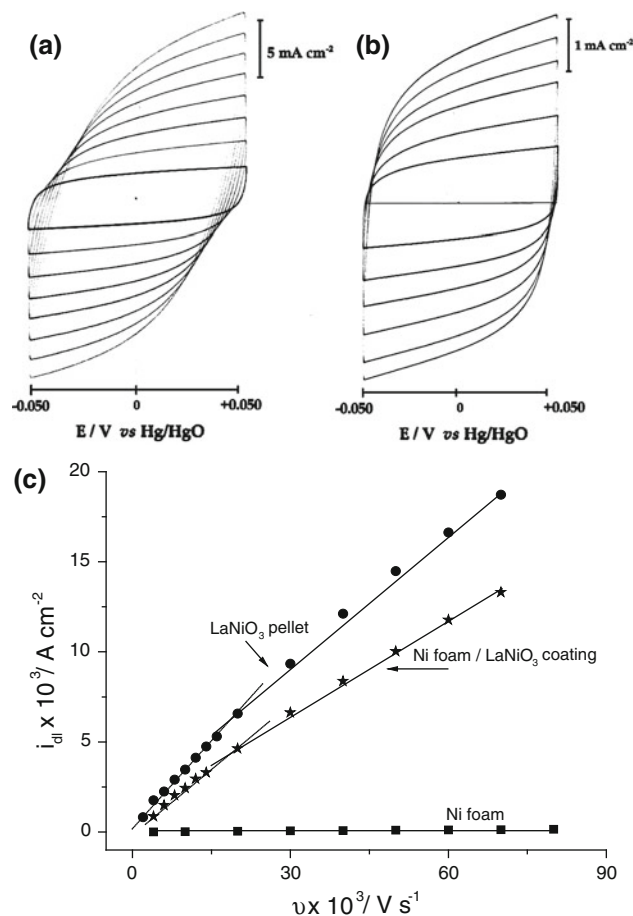 (a)
5 mA cm⁻²
-0.050 0 +0.050
E / V vs Hg/HgO
(b)
1 mA cm⁻²
-0.050 0 +0.050
E / V vs Hg/HgO
(c)
20
15
10
5
0
i_dl x 10³/ A cm⁻²
LaNiO₃ pellet
Ni foam / LaNiO₃ coating
Ni foam
0 30 60 90
υ x 10³/ V s⁻¹